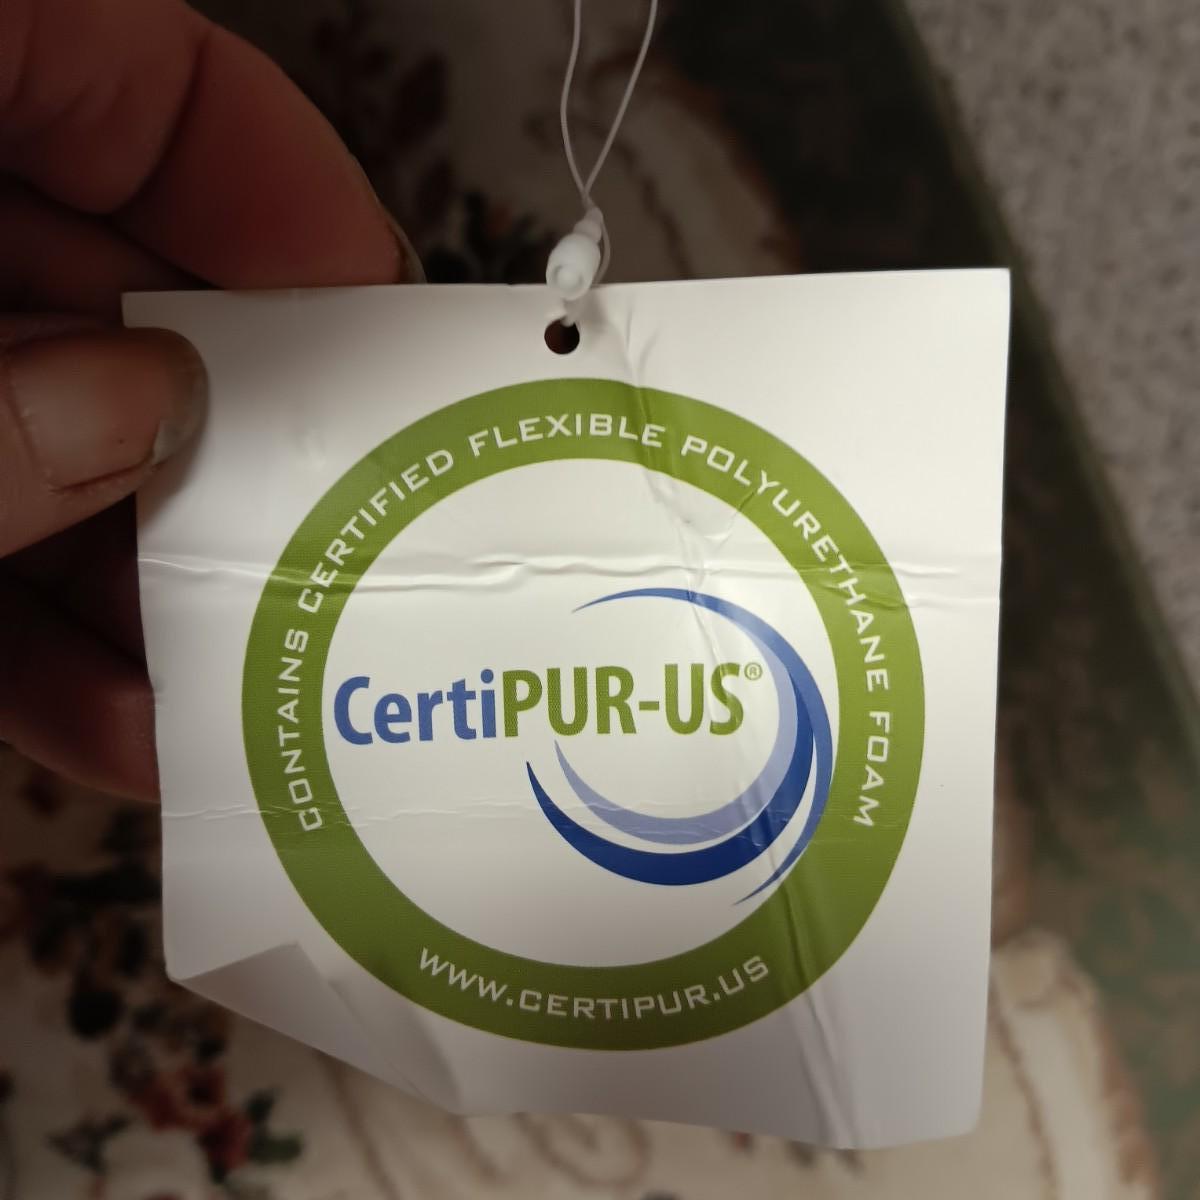 CONTAINS CERTIFIED FLEXIBLE POLYURETHANE FOAM
CertiPUR-US®
WWW.CERTIPUR.US